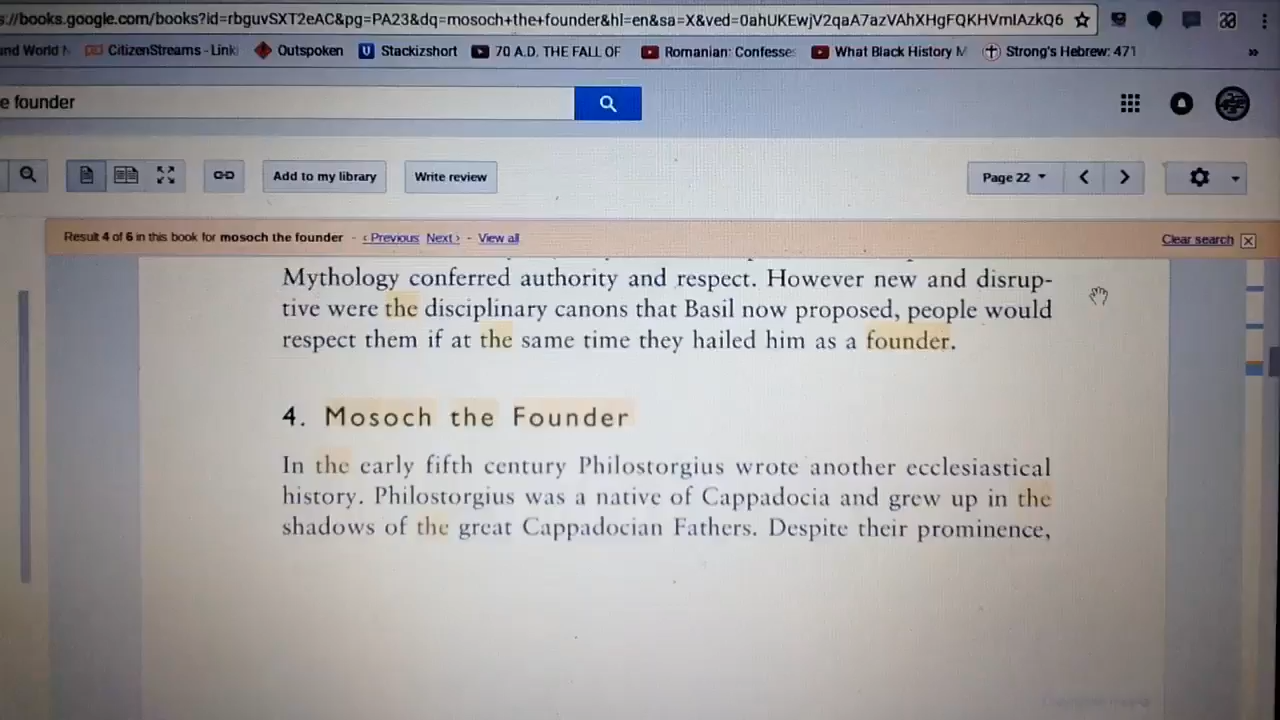 s://books.google.com/books?id=rbguvSXT2eAC&pg=PA23&dq=mosoch+the+founder&hl=en&sa=X&ved=0ahUKEwjV2qaA7azVAhXHgFQKHVmIAzkQ6
nd World
CitizenStreams - Link
Outspoken
Stackizshort
70 A.D. THE FALL OF
Romanian: Confesse
What Black History M
Strong's Hebrew: 471
»
e founder
Add to my library
Write review
Page 22
Result 4 of 6 in this book for mosoch the founder - ‹ Previous Next › - View all
Clear search
Mythology conferred authority and respect. However new and disrup-
tive were the disciplinary canons that Basil now proposed, people would
respect them if at the same time they hailed him as a founder.
4. Mosoch the Founder
In the early fifth century Philostorgius wrote another ecclesiastical
history. Philostorgius was a native of Cappadocia and grew up in the
shadows of the great Cappadocian Fathers. Despite their prominence,